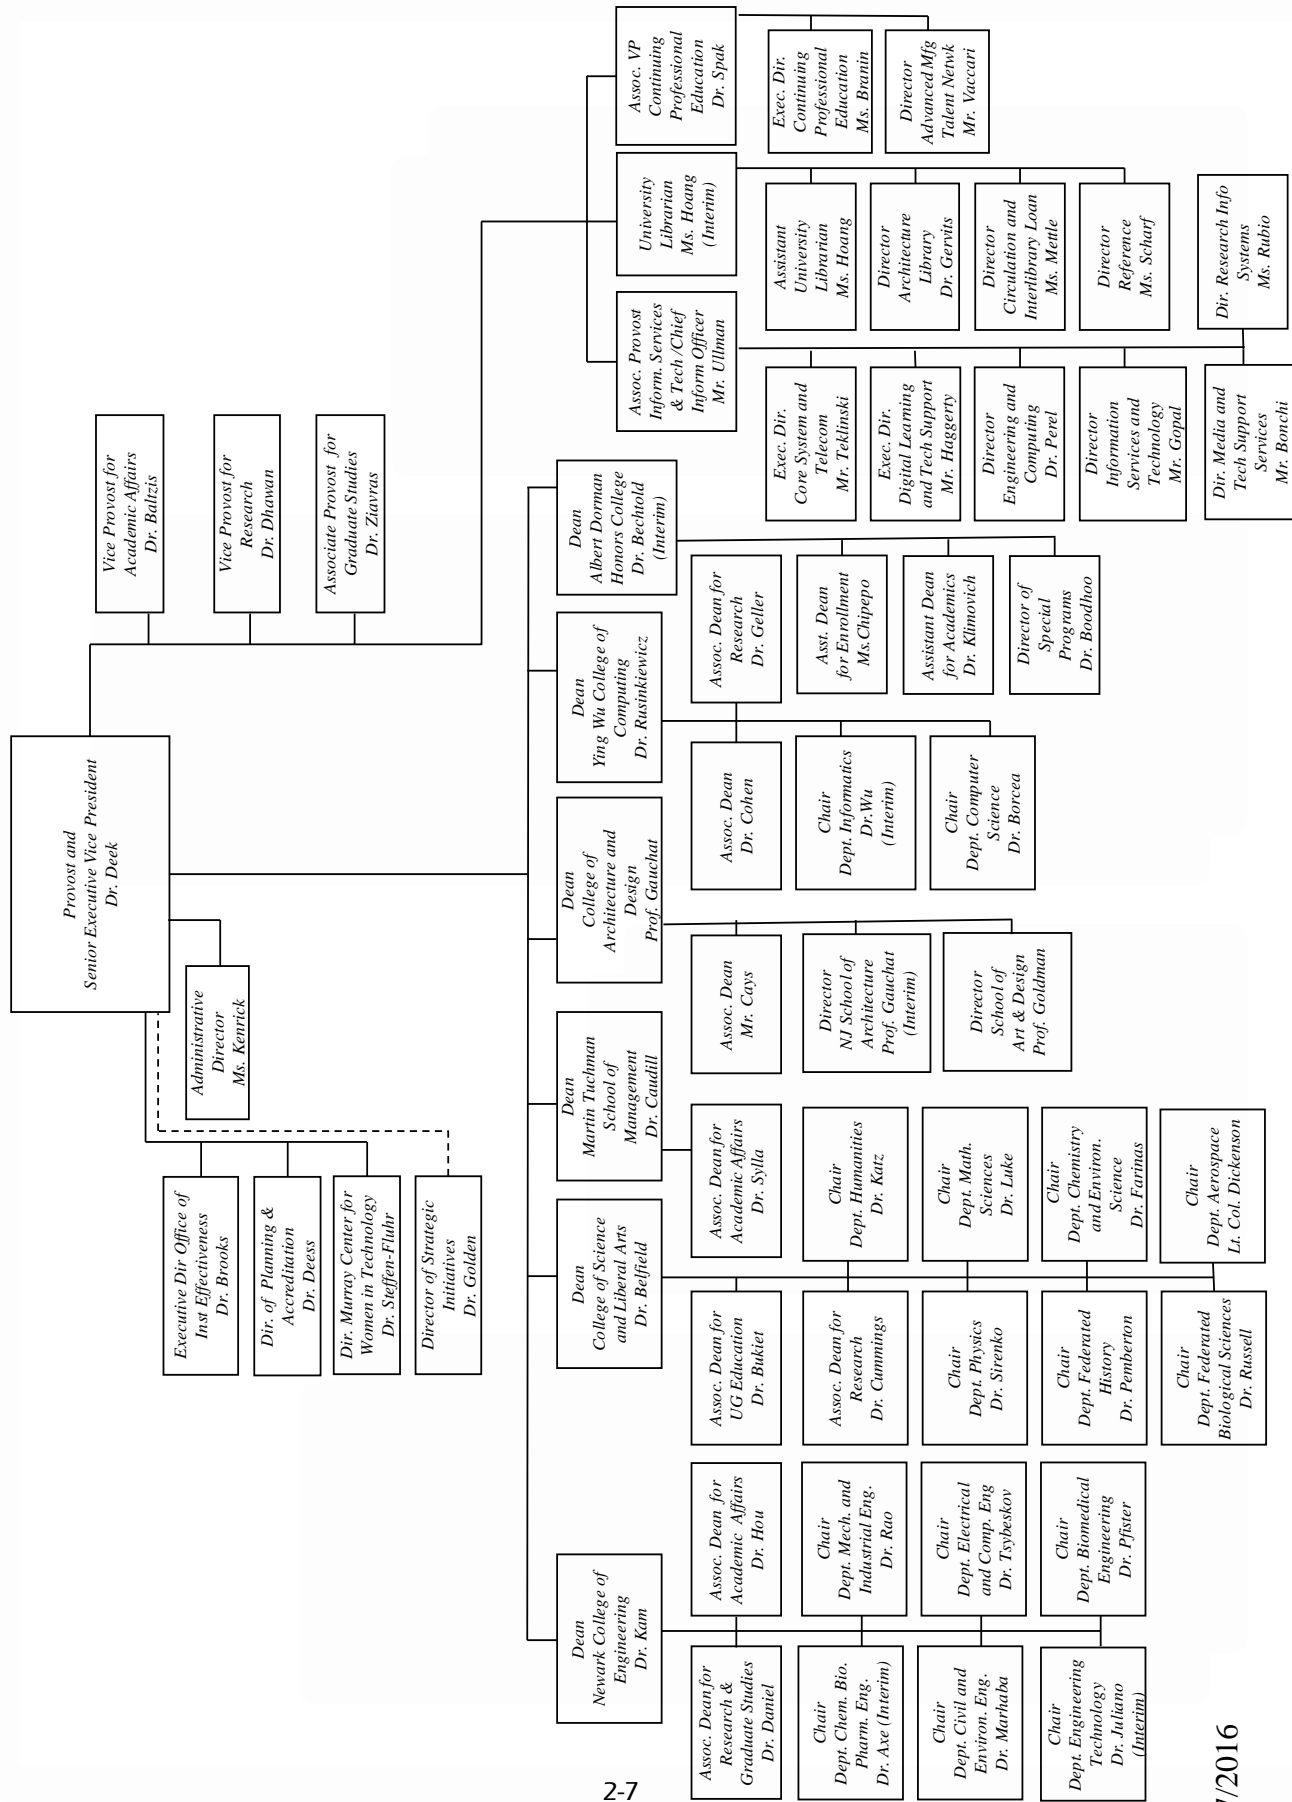 Provost and
Senior Executive Vice President
Dr. Deek
Administrative
Director
Ms. Kenrick
Executive Dir Office of
Inst Effectiveness
Dr. Brooks
Dir. of Planning &
Accreditation
Dr. Deess
Dir. Murray Center for
Women in Technology
Dr. Steffen-Fluhr
Director of Strategic
Initiatives
Dr. Golden
Vice Provost for
Academic Affairs
Dr. Baltzis
Vice Provost for
Research
Dr. Dhawan
Associate Provost for
Graduate Studies
Dr. Ziavras
Dean
Newark College of
Engineering
Dr. Kam
Assoc. Dean for
Research &
Graduate Studies
Dr. Daniel
Assoc. Dean for
Academic Affairs
Dr. Hou
Chair
Dept. Chem. Bio.
Pharm. Eng.
Dr. Axe (Interim)
Chair
Dept. Mech. and
Industrial Eng.
Dr. Rao
Chair
Dept. Civil and
Environ. Eng.
Dr. Marhaba
Chair
Dept. Electrical
and Comp. Eng
Dr. Tsybeskov
Chair
Dept. Engineering
Technology
Dr. Juliano
(Interim)
Chair
Dept. Biomedical
Engineering
Dr. Pfister
Dean
College of Science
and Liberal Arts
Dr. Belfield
Assoc. Dean for
UG Education
Dr. Bukiet
Assoc. Dean for
Research
Dr. Cummings
Chair
Dept. Humanities
Dr. Katz
Chair
Dept. Physics
Dr. Sirenko
Chair
Dept. Math.
Sciences
Dr. Luke
Chair
Dept. Federated
History
Dr. Pemberton
Chair
Dept. Chemistry
and Environ.
Science
Dr. Farinas
Chair
Dept. Federated
Biological Sciences
Dr. Russell
Chair
Dept. Aerospace
Lt. Col. Dickenson
Dean
Martin Tuchman
School of
Management
Dr. Caudill
Assoc. Dean for
Academic Affairs
Dr. Sylla
Dean
College of
Architecture and
Design
Prof. Gauchat
Assoc. Dean
Mr. Cays
Director
NJ School of
Architecture
Prof. Gauchat
(Interim)
Director
School of
Art & Design
Prof. Goldman
Dean
Ying Wu College of
Computing
Dr. Rusinkiewicz
Assoc. Dean
Dr. Cohen
Assoc. Dean for
Research
Dr. Geller
Chair
Dept. Informatics
Dr.Wu
(Interim)
Chair
Dept. Computer
Science
Dr. Borcea
Dean
Albert Dorman
Honors College
Dr. Bechtold
(Interim)
Asst. Dean
for Enrollment
Ms.Chipepo
Assistant Dean
for Academics
Dr. Klimovich
Director of
Special
Programs
Dr. Boodhoo
Assoc. Provost
Inform. Services
& Tech /Chief
Inform Officer
Mr. Ullman
Exec. Dir.
Core System and
Telecom
Mr. Teklinski
Exec. Dir.
Digital Learning
and Tech Support
Mr. Haggerty
Director
Engineering and
Computing
Dr. Perel
Director
Information
Services and
Technology
Mr. Gopal
Dir. Media and
Tech Support
Services
Mr. Bonchi
Dir. Research Info
Systems
Ms. Rubio
University
Librarian
Ms. Hoang
(Interim)
Assistant
University
Librarian
Ms. Hoang
Director
Architecture
Library
Dr. Gervits
Director
Circulation and
Interlibrary Loan
Ms. Mettle
Director
Reference
Ms. Scharf
Assoc. VP
Continuing
Professional
Education
Dr. Spak
Exec. Dir.
Continuing
Professional
Education
Ms. Branin
Director
Advanced Mfg
Talent Netwk
Mr. Vaccari
2-7
/2016